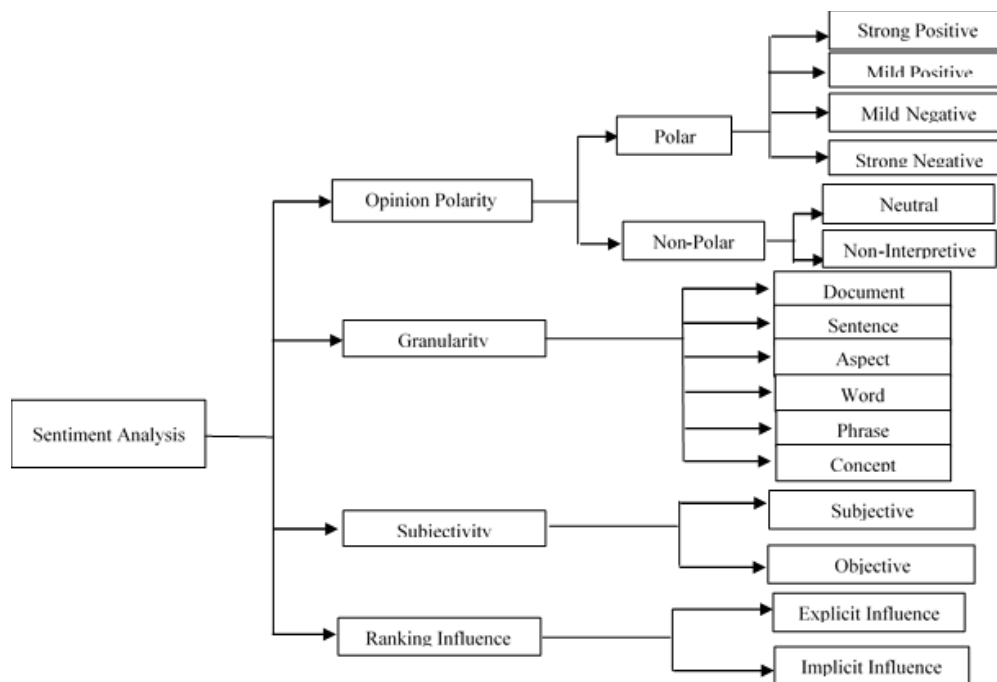 Strong Positive
Mild Positive
Mild Negative
Strong Negative
Polar
Opinion Polarity
Neutral
Non-Polar
Non-Interpretive
Document
Sentence
Granularity
Aspect
Word
Phrase
Concept
Sentiment Analysis
Subjective
Subjectivity
Objective
Explicit Influence
Ranking Influence
Implicit Influence